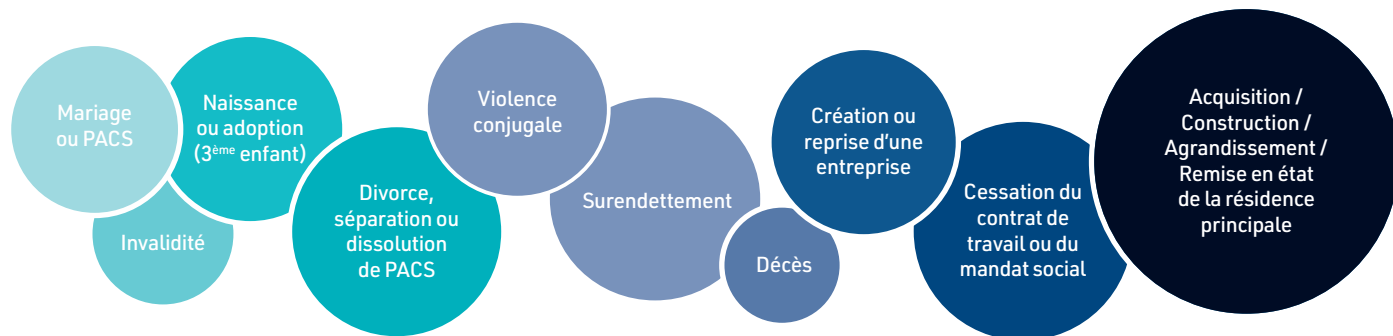 Mariage
ou PACS
Invalidité
Naissance
ou adoption
(3ème enfant)
Divorce,
séparation ou
dissolution
de PACS
Violence
conjugale
Surendettement
Décès
Création ou
reprise d’une
entreprise
Cessation du
contrat de
travail ou du
mandat social
Acquisition /
Construction /
Agrandissement /
Remise en état
de la résidence
principale